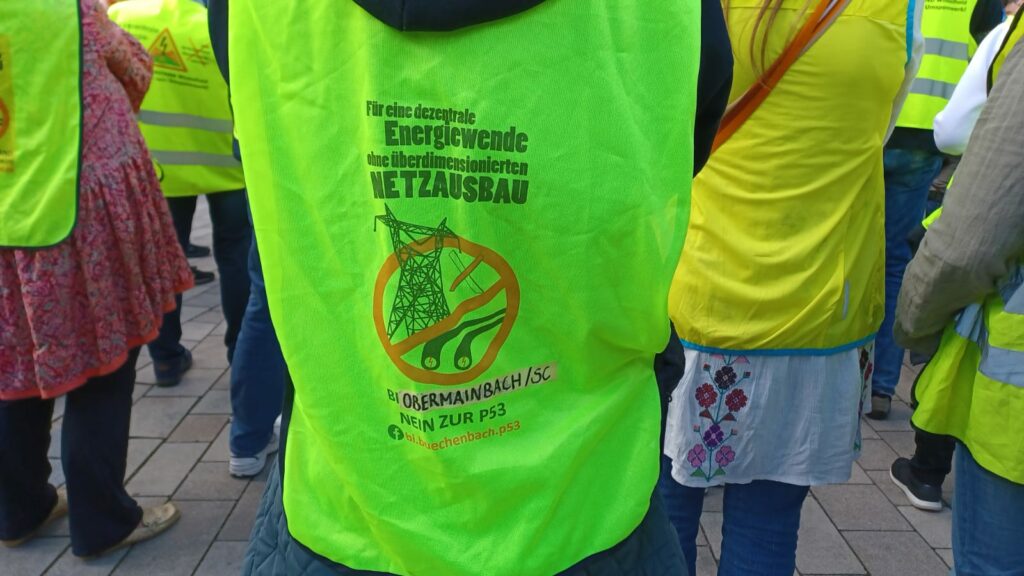 Für eine dezentrale
Energiewende
ohne überdimensionierten
NETZAUSBAU
BI OBERMAINBACH/SC
NEIN ZUR P53
bi.buechenbach.p53